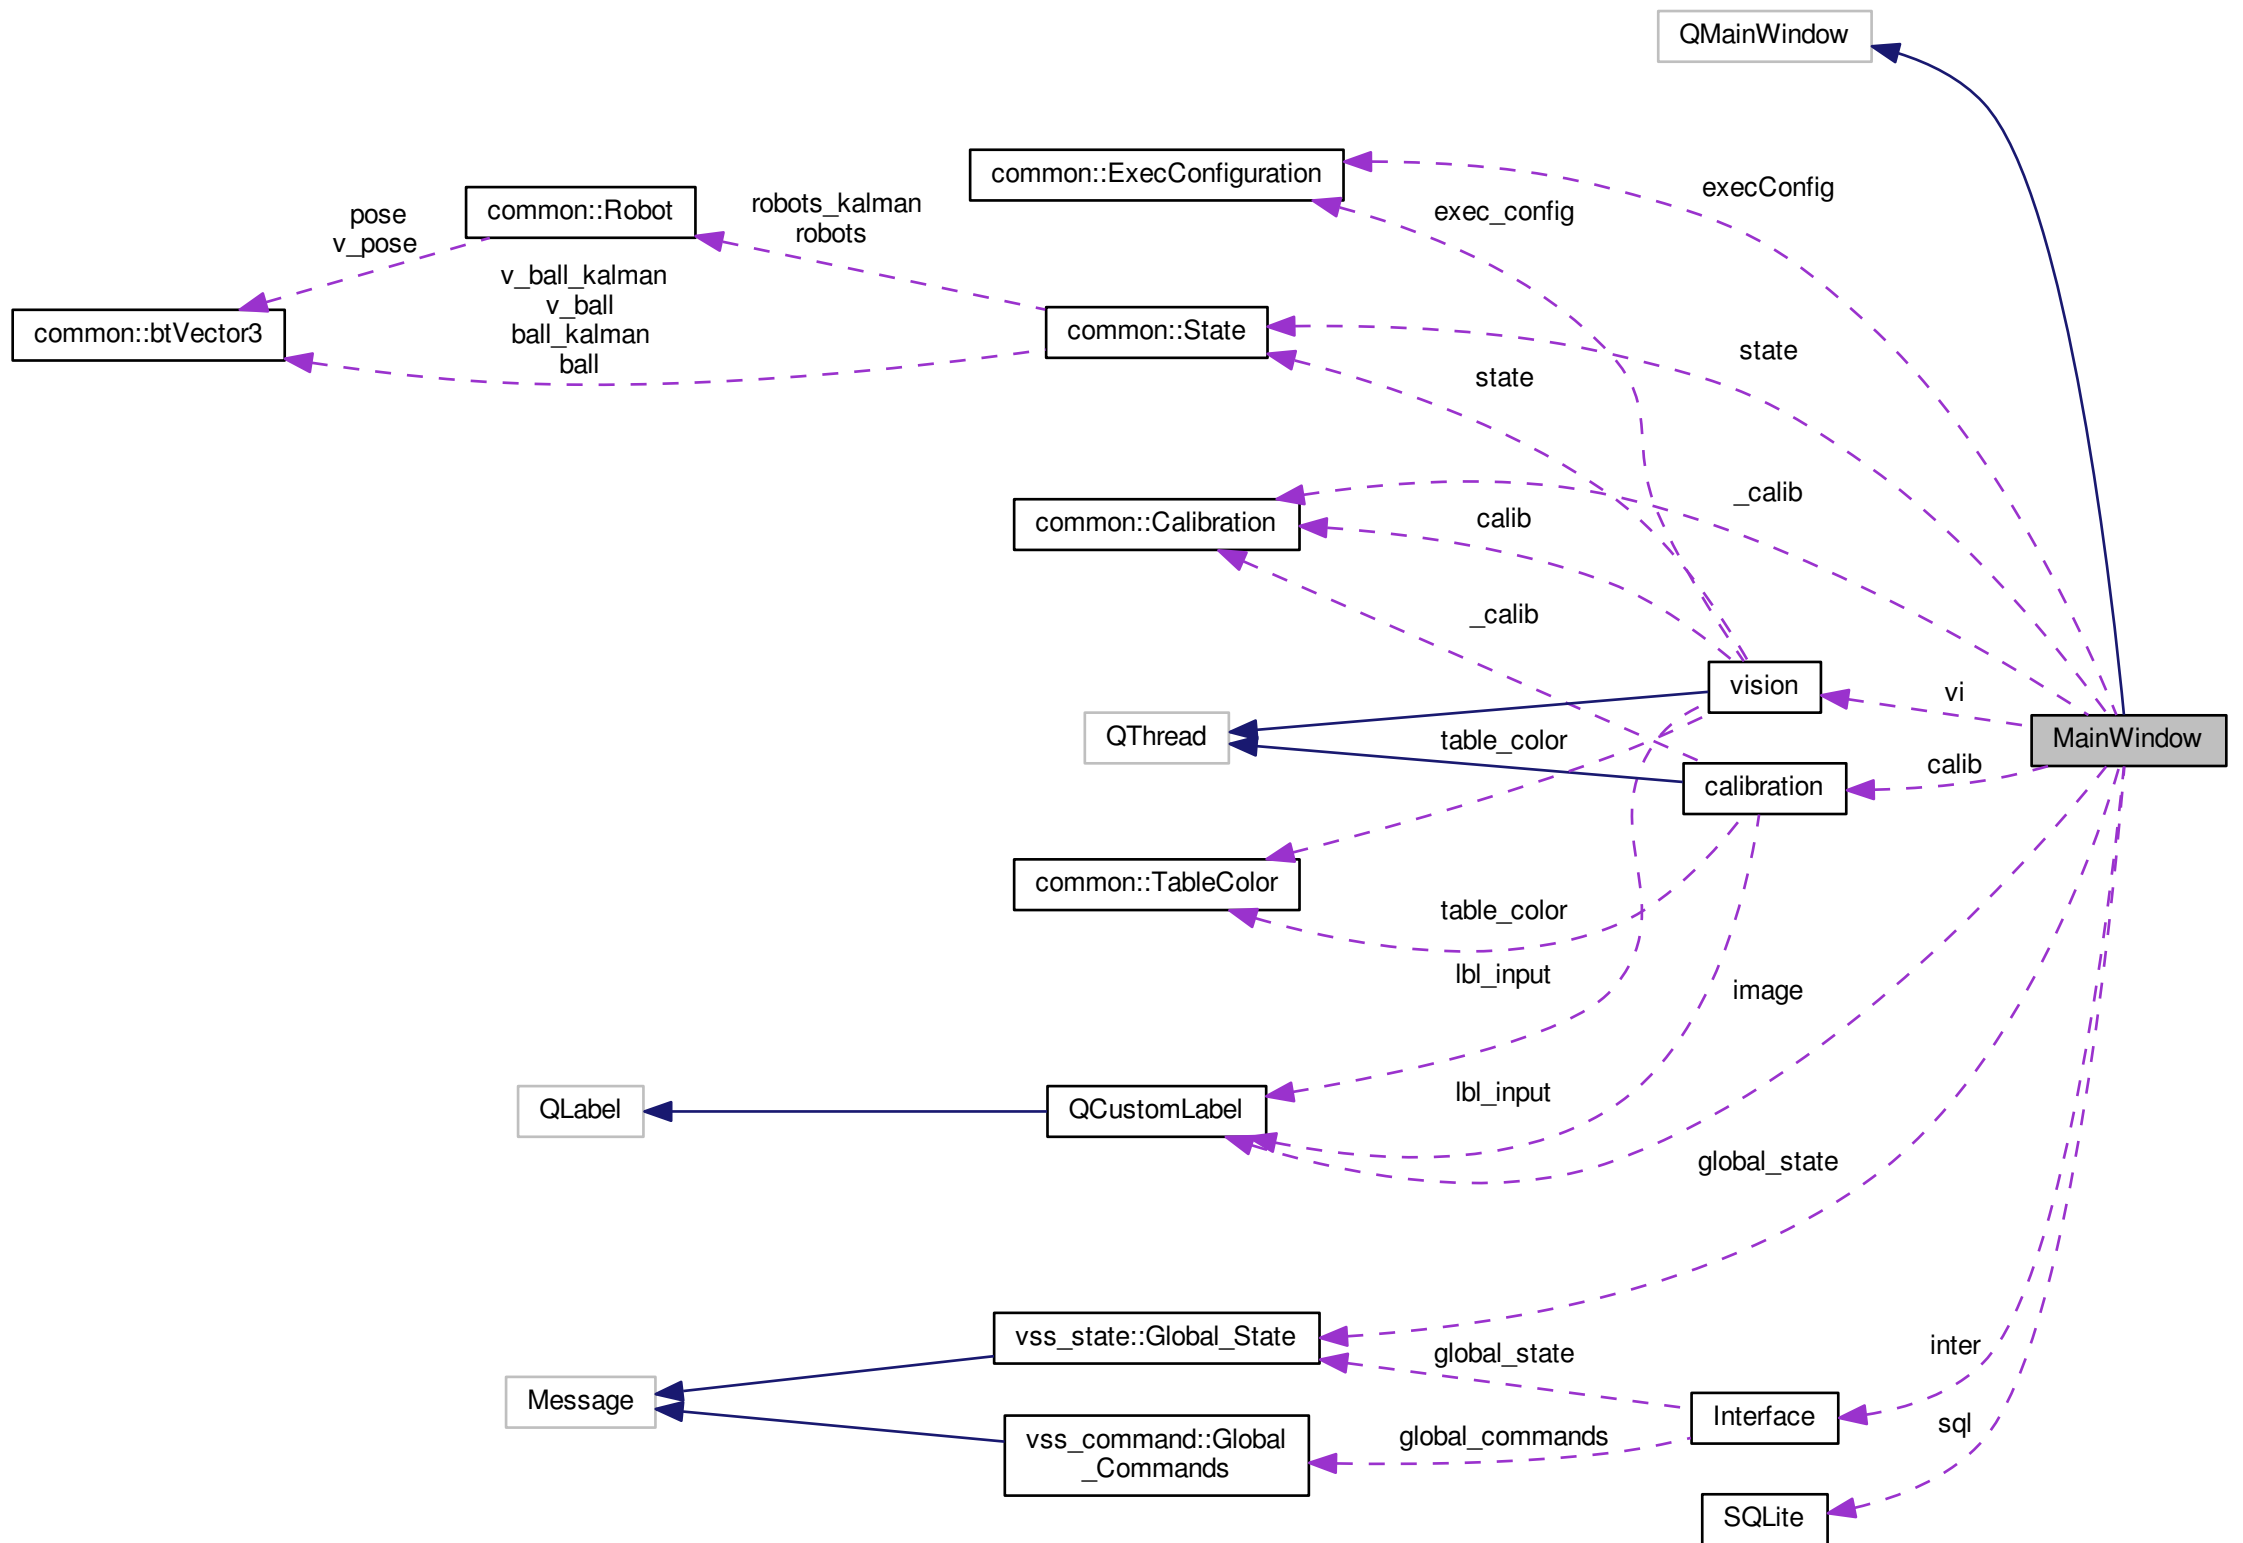 QMainWindow
common::ExecConfiguration
execConfig
common::Robot
robots_kalman
robots
exec_config
pose
v_pose
v_ball_kalman
v_ball
ball_kalman
ball
common::btVector3
common::State
state
state
_calib
common::Calibration
calib
_calib
vision
vi
QThread
table_color
MainWindow
calib
calibration
common::TableColor
table_color
lbl_input
image
QLabel
QCustomLabel
lbl_input
global_state
vss_state::Global_State
global_state
inter
Message
Interface
vss_command::Global
_Commands
global_commands
sql
SQLite